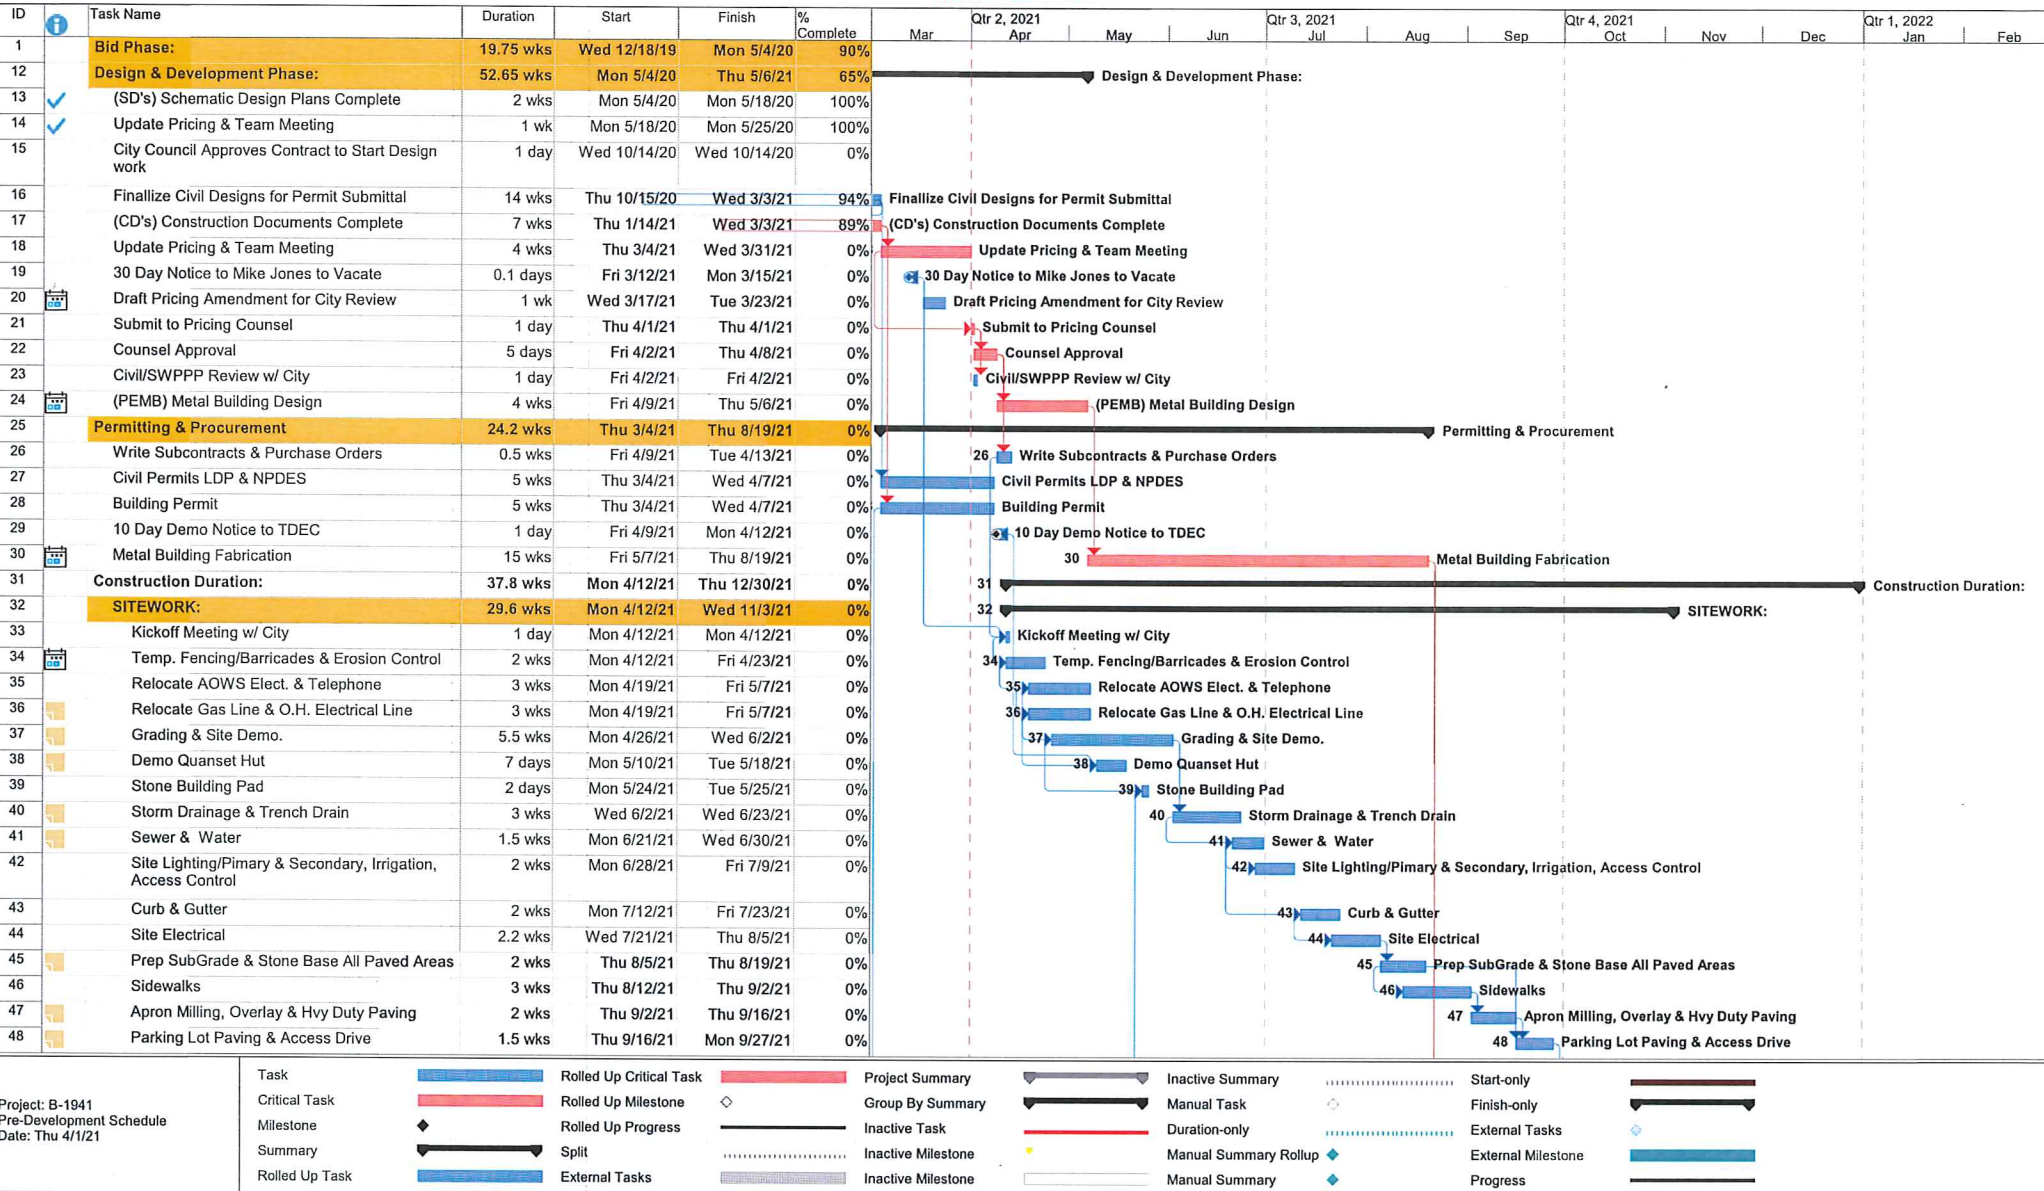 ID Task Name Duration Start Finish % Complete Qtr 2, 2021 Qtr 3, 2021 Qtr 4, 2021 Qtr 1, 2022
Mar Apr May Jun Jul Aug Sep Oct Nov Dec Jan Feb
1 Bid Phase: 19.75 wks Wed 12/18/19 Mon 5/4/20 90%
12 Design & Development Phase: 52.65 wks Mon 5/4/20 Thu 5/6/21 65% Design & Development Phase:
13 (SD's) Schematic Design Plans Complete 2 wks Mon 5/4/20 Mon 5/18/20 100%
14 Update Pricing & Team Meeting 1 wk Mon 5/18/20 Mon 5/25/20 100%
15 City Council Approves Contract to Start Design 1 day Wed 10/14/20 Wed 10/14/20 0%
work
16 Finallize Civil Designs for Permit Submittal 14 wks Thu 10/15/20 Wed 3/3/21 94% Finallize Civil Designs for Permit Submittal
17 (CD's) Construction Documents Complete 7 wks Thu 1/14/21 Wed 3/3/21 89% (CD's) Construction Documents Complete
18 Update Pricing & Team Meeting 4 wks Thu 3/4/21 Wed 3/31/21 0% Update Pricing & Team Meeting
19 30 Day Notice to Mike Jones to Vacate 0.1 days Fri 3/12/21 Mon 3/15/21 0% 30 Day Notice to Mike Jones to Vacate
20 Draft Pricing Amendment for City Review 1 wk Wed 3/17/21 Tue 3/23/21 0% Draft Pricing Amendment for City Review
21 Submit to Pricing Counsel 1 day Thu 4/1/21 Thu 4/1/21 0% Submit to Pricing Counsel
22 Counsel Approval 5 days Fri 4/2/21 Thu 4/8/21 0% Counsel Approval
23 Civil/SWPPP Review w/ City 1 day Fri 4/2/21 Fri 4/2/21 0% Civil/SWPPP Review w/ City
24 (PEMB) Metal Building Design 4 wks Fri 4/9/21 Thu 5/6/21 0% (PEMB) Metal Building Design
25 Permitting & Procurement 24.2 wks Thu 3/4/21 Thu 8/19/21 0% Permitting & Procurement
26 Write Subcontracts & Purchase Orders 0.5 wks Fri 4/9/21 Tue 4/13/21 0% 26 Write Subcontracts & Purchase Orders
27 Civil Permits LDP & NPDES 5 wks Thu 3/4/21 Wed 4/7/21 0% Civil Permits LDP & NPDES
28 Building Permit 5 wks Thu 3/4/21 Wed 4/7/21 0% Building Permit
29 10 Day Demo Notice to TDEC 1 day Fri 4/9/21 Mon 4/12/21 0% 10 Day Demo Notice to TDEC
30 Metal Building Fabrication 15 wks Fri 5/7/21 Thu 8/19/21 0% 30 Metal Building Fabrication
31 Construction Duration: 37.8 wks Mon 4/12/21 Thu 12/30/21 0% 31 Construction Duration:
32 SITEWORK: 29.6 wks Mon 4/12/21 Wed 11/3/21 0% 32 SITEWORK:
33 Kickoff Meeting w/ City 1 day Mon 4/12/21 Mon 4/12/21 0% Kickoff Meeting w/ City
34 Temp. Fencing/Barricades & Erosion Control 2 wks Mon 4/12/21 Fri 4/23/21 0% 34 Temp. Fencing/Barricades & Erosion Control
35 Relocate AOWS Elect. & Telephone 3 wks Mon 4/19/21 Fri 5/7/21 0% 35 Relocate AOWS Elect. & Telephone
36 Relocate Gas Line & O.H. Electrical Line 3 wks Mon 4/19/21 Fri 5/7/21 0% 36 Relocate Gas Line & O.H. Electrical Line
37 Grading & Site Demo. 5.5 wks Mon 4/26/21 Wed 6/2/21 0% 37 Grading & Site Demo.
38 Demo Quanset Hut 7 days Mon 5/10/21 Tue 5/18/21 0% 38 Demo Quanset Hut
39 Stone Building Pad 2 days Mon 5/24/21 Tue 5/25/21 0% 39 Stone Building Pad
40 Storm Drainage & Trench Drain 3 wks Wed 6/2/21 Wed 6/23/21 0% 40 Storm Drainage & Trench Drain
41 Sewer & Water 1.5 wks Mon 6/21/21 Wed 6/30/21 0% 41 Sewer & Water
42 Site Lighting/Pimary & Secondary, Irrigation, 2 wks Mon 6/28/21 Fri 7/9/21 0% 42 Site Lighting/Pimary & Secondary, Irrigation, Access Control
Access Control
43 Curb & Gutter 2 wks Mon 7/12/21 Fri 7/23/21 0% 43 Curb & Gutter
44 Site Electrical 2.2 wks Wed 7/21/21 Thu 8/5/21 0% 44 Site Electrical
45 Prep SubGrade & Stone Base All Paved Areas 2 wks Thu 8/5/21 Thu 8/19/21 0% 45 Prep SubGrade & Stone Base All Paved Areas
46 Sidewalks 3 wks Thu 8/12/21 Thu 9/2/21 0% 46 Sidewalks
47 Apron Milling, Overlay & Hvy Duty Paving 2 wks Thu 9/2/21 Thu 9/16/21 0% 47 Apron Milling, Overlay & Hvy Duty Paving
48 Parking Lot Paving & Access Drive 1.5 wks Thu 9/16/21 Mon 9/27/21 0% 48 Parking Lot Paving & Access Drive
Project: B-1941
Pre-Development Schedule
Date: Thu 4/1/21
Task Rolled Up Critical Task Project Summary Inactive Summary Start-only
Critical Task Rolled Up Milestone Group By Summary Manual Task Finish-only
Milestone Rolled Up Progress Inactive Task Duration-only External Tasks
Summary Split Inactive Milestone Manual Summary Rollup External Milestone
Rolled Up Task External Tasks Inactive Milestone Manual Summary Progress